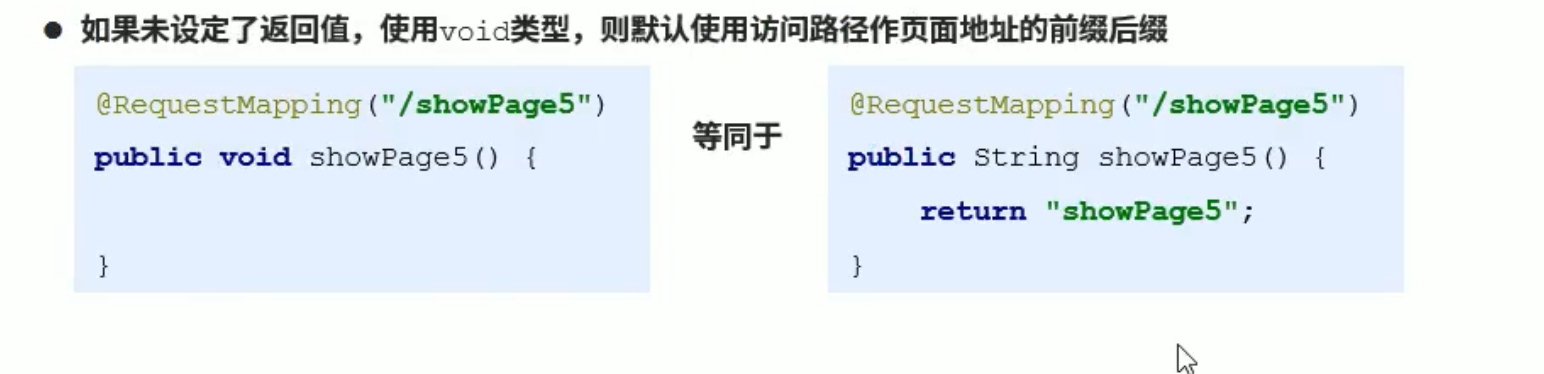 ● 如果未设定了返回值，使用void类型，则默认使用访问路径作页面地址的前缀后缀
@RequestMapping("/showPage5")
public void showPage5() {
}
等同于
@RequestMapping("/showPage5")
public String showPage5() {
return "showPage5";
}